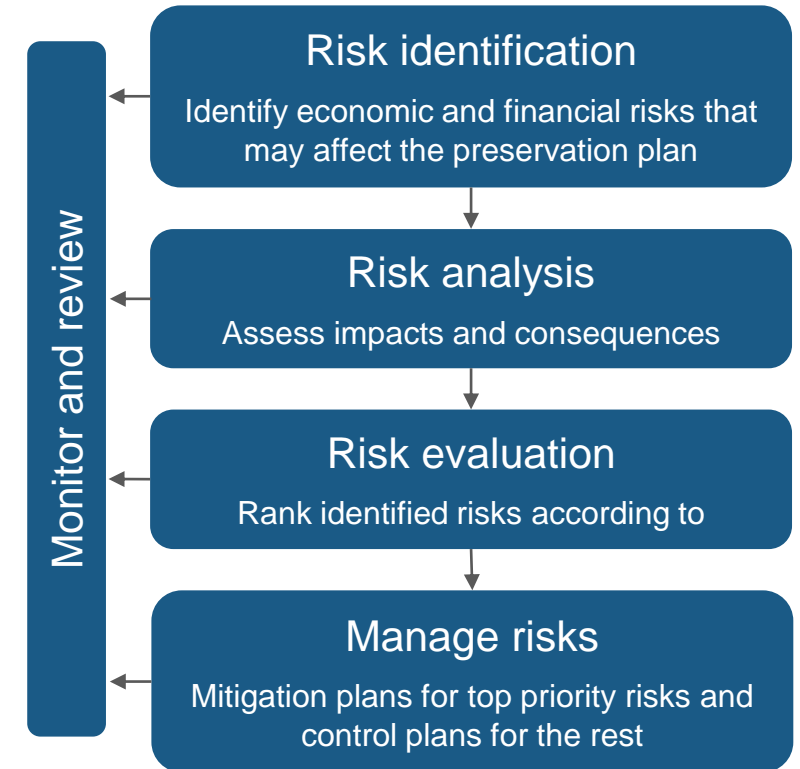 Monitor and review
Risk identification
Identify economic and financial risks that
may affect the preservation plan
Risk analysis
Assess impacts and consequences
Risk evaluation
Rank identified risks according to
Manage risks
Mitigation plans for top priority risks and
control plans for the rest